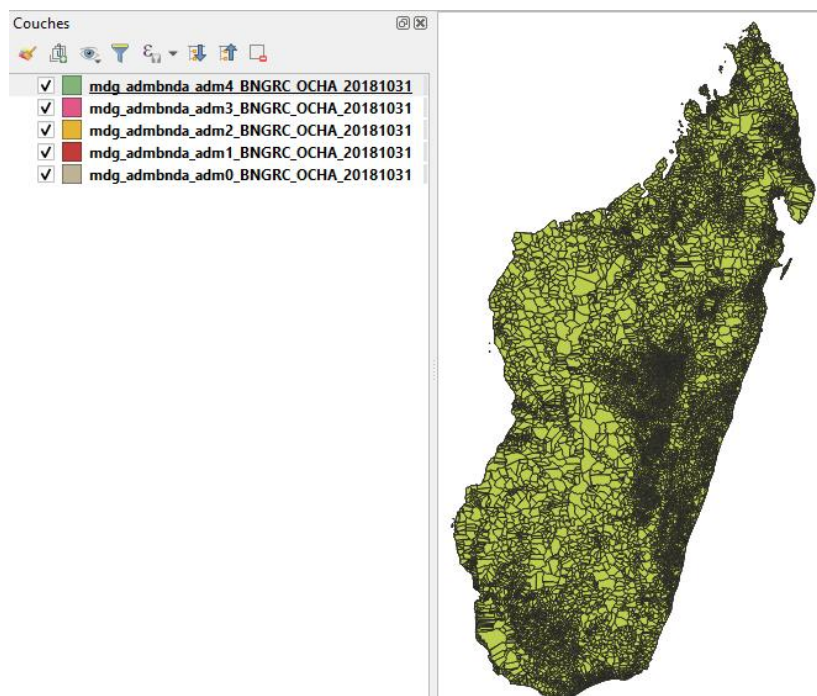 Couches
mdg_admbnda_adm4_BNGRC_OCHA_20181031
mdg_admbnda_adm3_BNGRC_OCHA_20181031
mdg_admbnda_adm2_BNGRC_OCHA_20181031
mdg_admbnda_adm1_BNGRC_OCHA_20181031
mdg_admbnda_adm0_BNGRC_OCHA_20181031